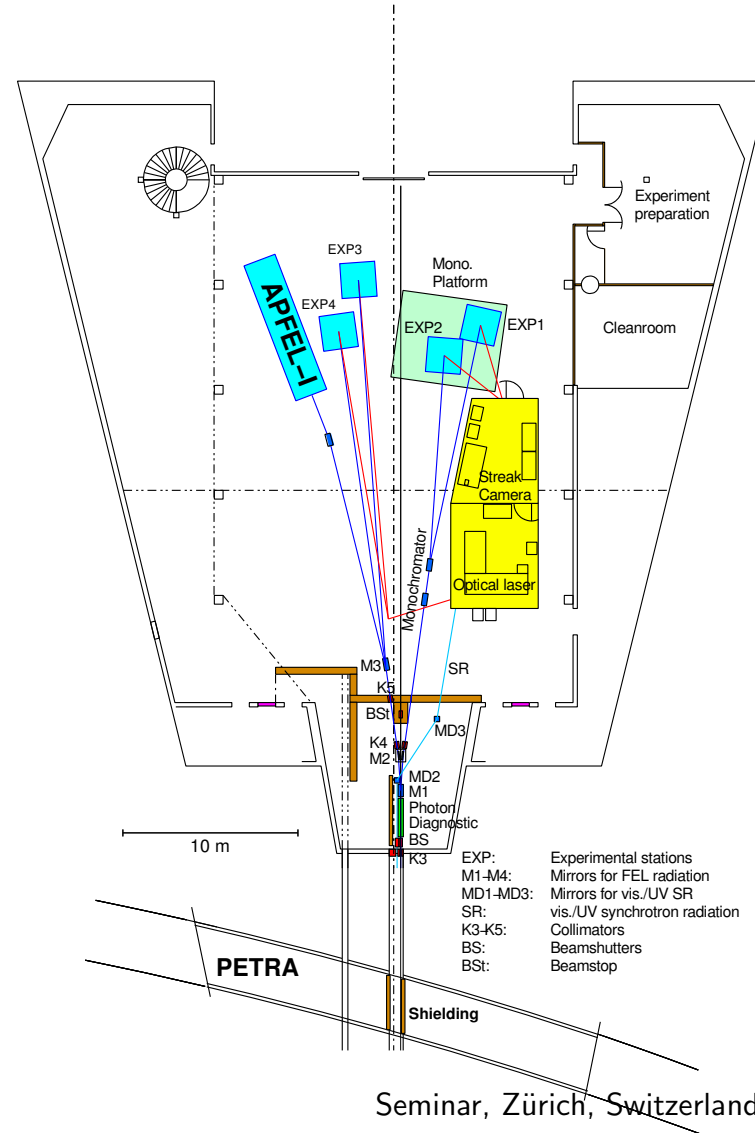 Experiment
preparation
EXP3
Mono.
Platform
APFEL-I
EXP4
EXP2
EXP1
Cleanroom
Streak
Camera
Monochromator
Optical laser
M3
SR
K5
BSt
MD3
K4
M2
MD2
M1
Photon
Diagnostic
BS
K3
10 m
EXP: Experimental stations
M1-M4: Mirrors for FEL radiation
MD1-MD3: Mirrors for vis./UV SR
SR: vis./UV synchrotron radiation
K3-K5: Collimators
BS: Beamshutters
BSt: Beamstop
PETRA
Shielding
Seminar, Zürich, Switzerland